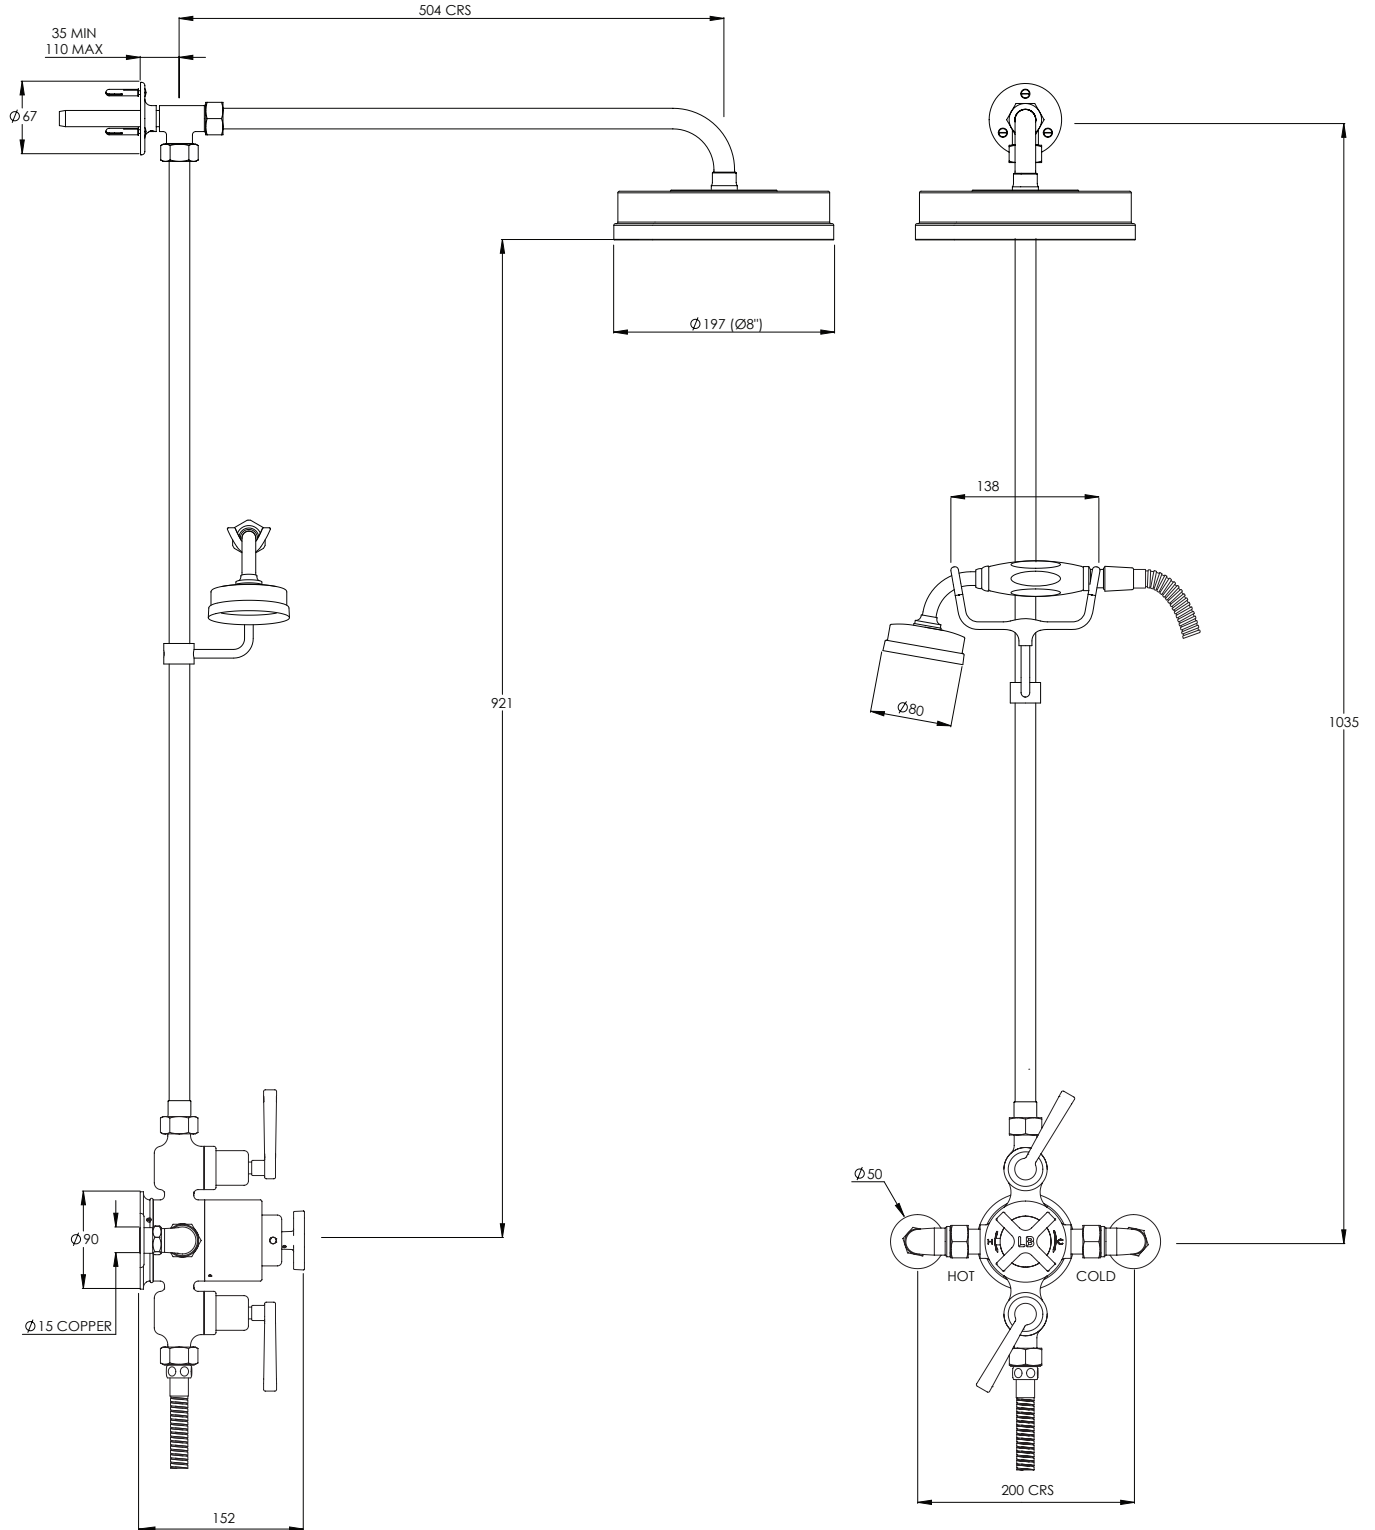 504 CRS
35 MIN
110 MAX
Ø67
Ø197 (Ø8")
138
Ø80
921
1035
Ø50
Ø90
H LB C
HOT
COLD
Ø15 COPPER
200 CRS
152